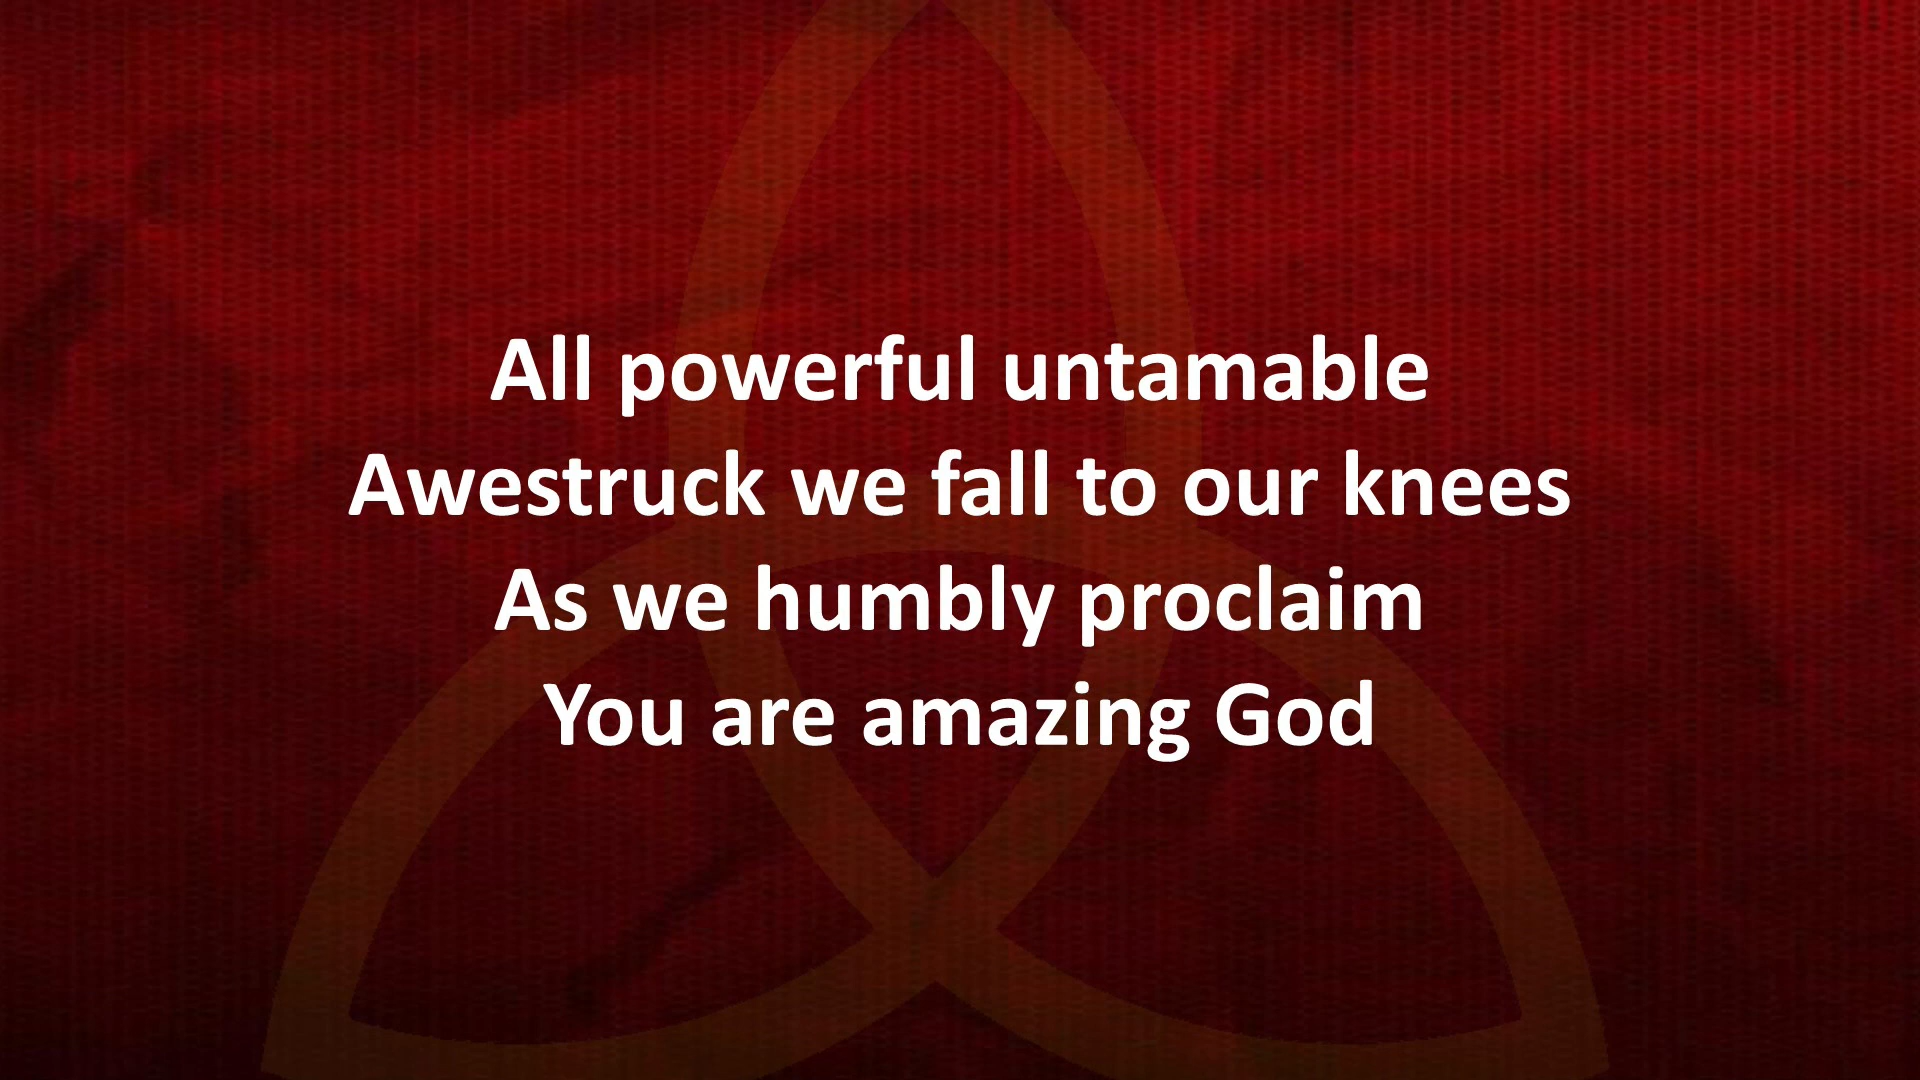 All powerful untamable
Awestruck we fall to our knees
As we humbly proclaim
You are amazing God